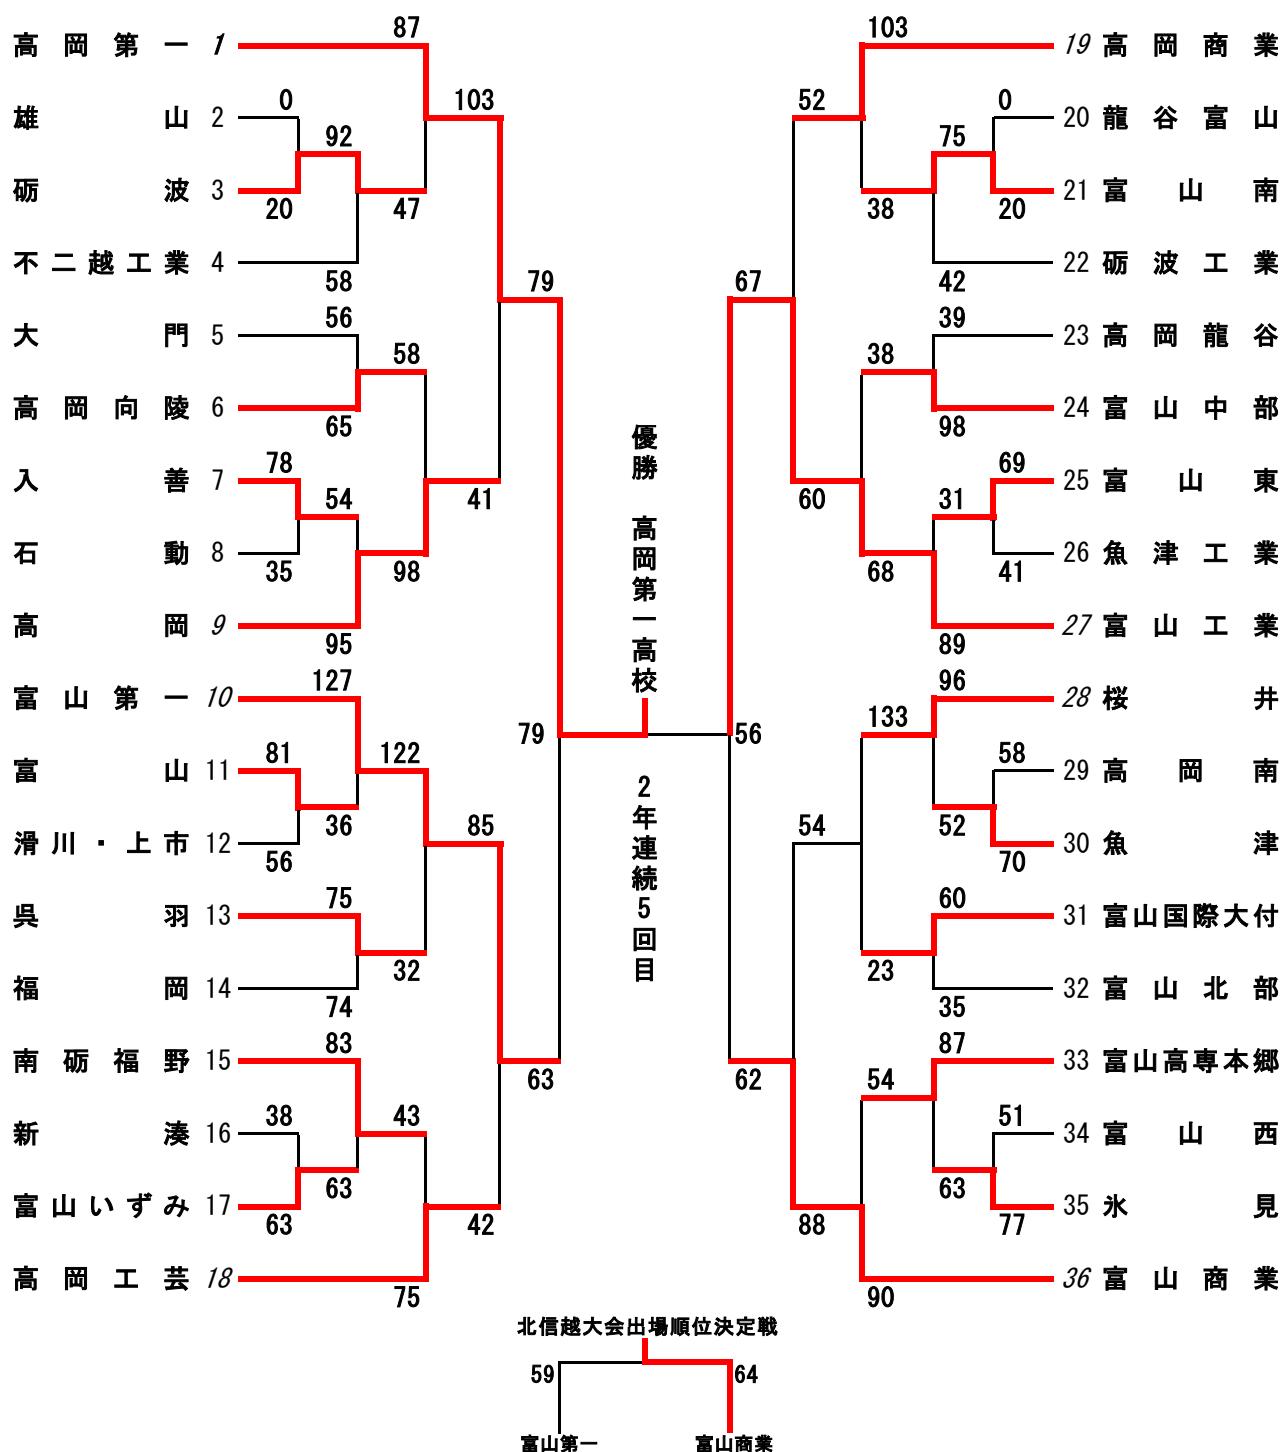 87
高岡第一 1
103
雄山 2
0
92
砺波 3
20
47
不二越工業 4
58
79
大門 5
56
58
高岡向陵 6
65
入善 7
78
54
41
石動 8
35
98
高岡 9
95
富山第一 10
127
富山 11
81
122
36
滑川・上市 12
56
85
呉羽 13
75
32
福岡 14
74
南砺福野 15
83
63
新湊 16
38
43
63
富山いずみ 17
63
42
高岡工芸 18
75
79
56
優勝 高岡第一高校
2年連続5回目
103
19 高岡商業
52
0
20 龍谷富山
75
38
20
21 富山南
42
22 砺波工業
67
39
23 高岡龍谷
38
98
24 富山中部
69
25 富山東
60
31
41
26 魚津工業
68
89
27 富山工業
96
28 桜井
133
58
29 高岡南
54
52
70
30 魚津
60
31 富山国際大付
23
35
32 富山北部
62
87
33 富山高専本郷
54
51
34 富山西
63
77
35 氷見
88
90
36 富山商業
北信越大会出場順位決定戦
59 64
富山第一 富山商業